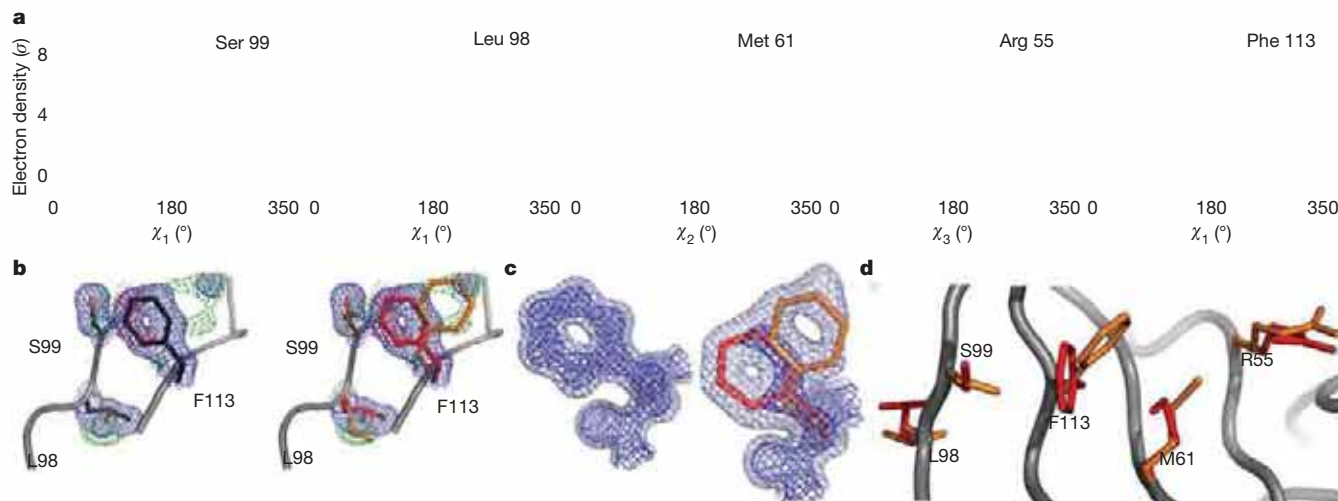 a
Ser 99 Leu 98 Met 61 Arg 55 Phe 113
Electron density (σ)
8
4
0
0 180 350 0 180 350 0 180 350 0 180 350 0 180 350
χ₁ (°) χ₁ (°) χ₂ (°) χ₃ (°) χ₁ (°)
b
S99
F113
L98
S99
F113
L98
c
d
S99
L98
F113
M61
R55